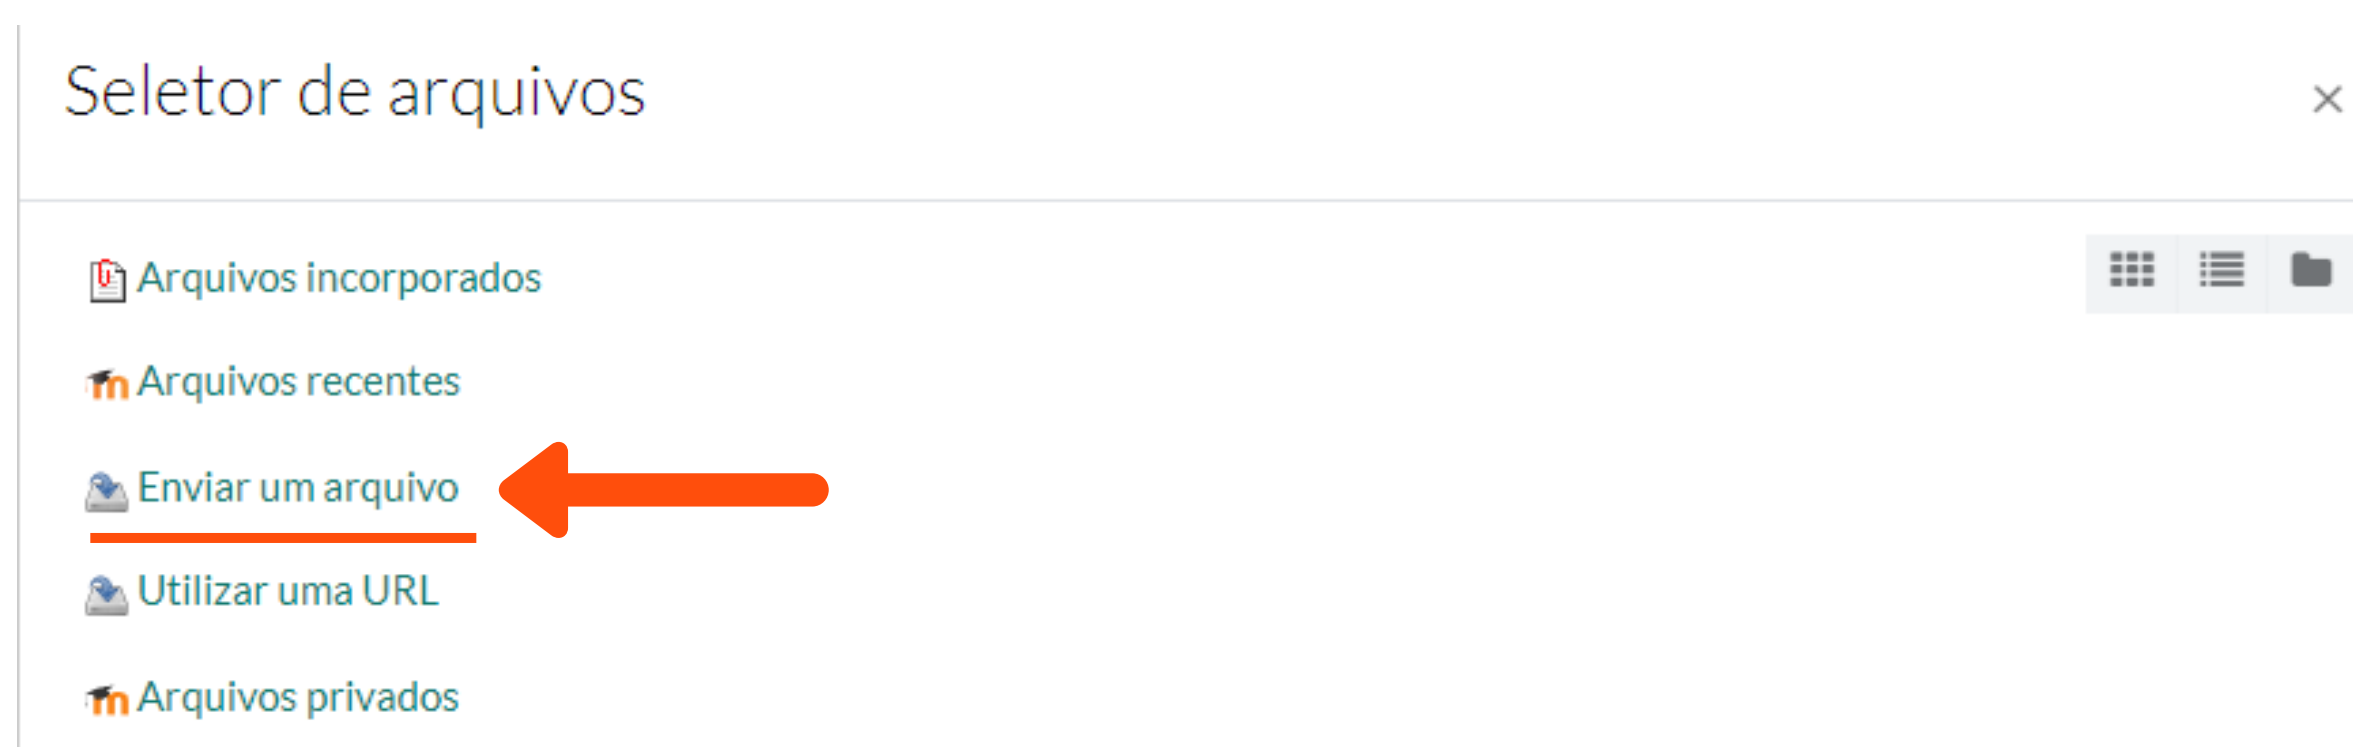 Seletor de arquivos
Arquivos incorporados
Arquivos recentes
Enviar um arquivo
Utilizar uma URL
Arquivos privados